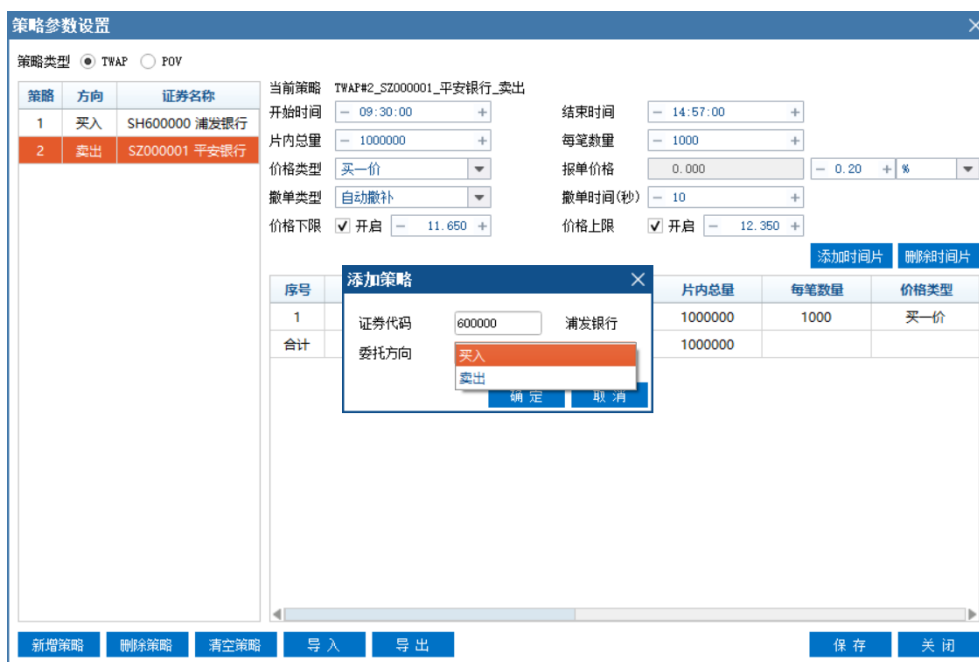 策略参数设置
策略类型 TWAP POV
策略 方向 证券名称
1 买入 SH600000 浦发银行
2 卖出 SZ000001 平安银行
当前策略 TWAP#2_SZ000001_平安银行_卖出
开始时间 - 09:30:00 + 结束时间 - 14:57:00 +
片内总量 - 1000000 + 每笔数量 - 1000 +
价格类型 买一价 报单价格 0.000 - 0.20 + %
撤单类型 自动撤补 撤单时间(秒) - 10 +
价格下限 开启 - 11.650 + 价格上限 开启 - 12.350 +
添加时间片 删除时间片
序号 片内总量 每笔数量 价格类型
1 1000000 1000 买一价
合计 1000000
添加策略
证券代码 600000 浦发银行
委托方向 买入
卖出
确定 取消
新增策略 删除策略 清空策略 导入 导出 保存 关闭